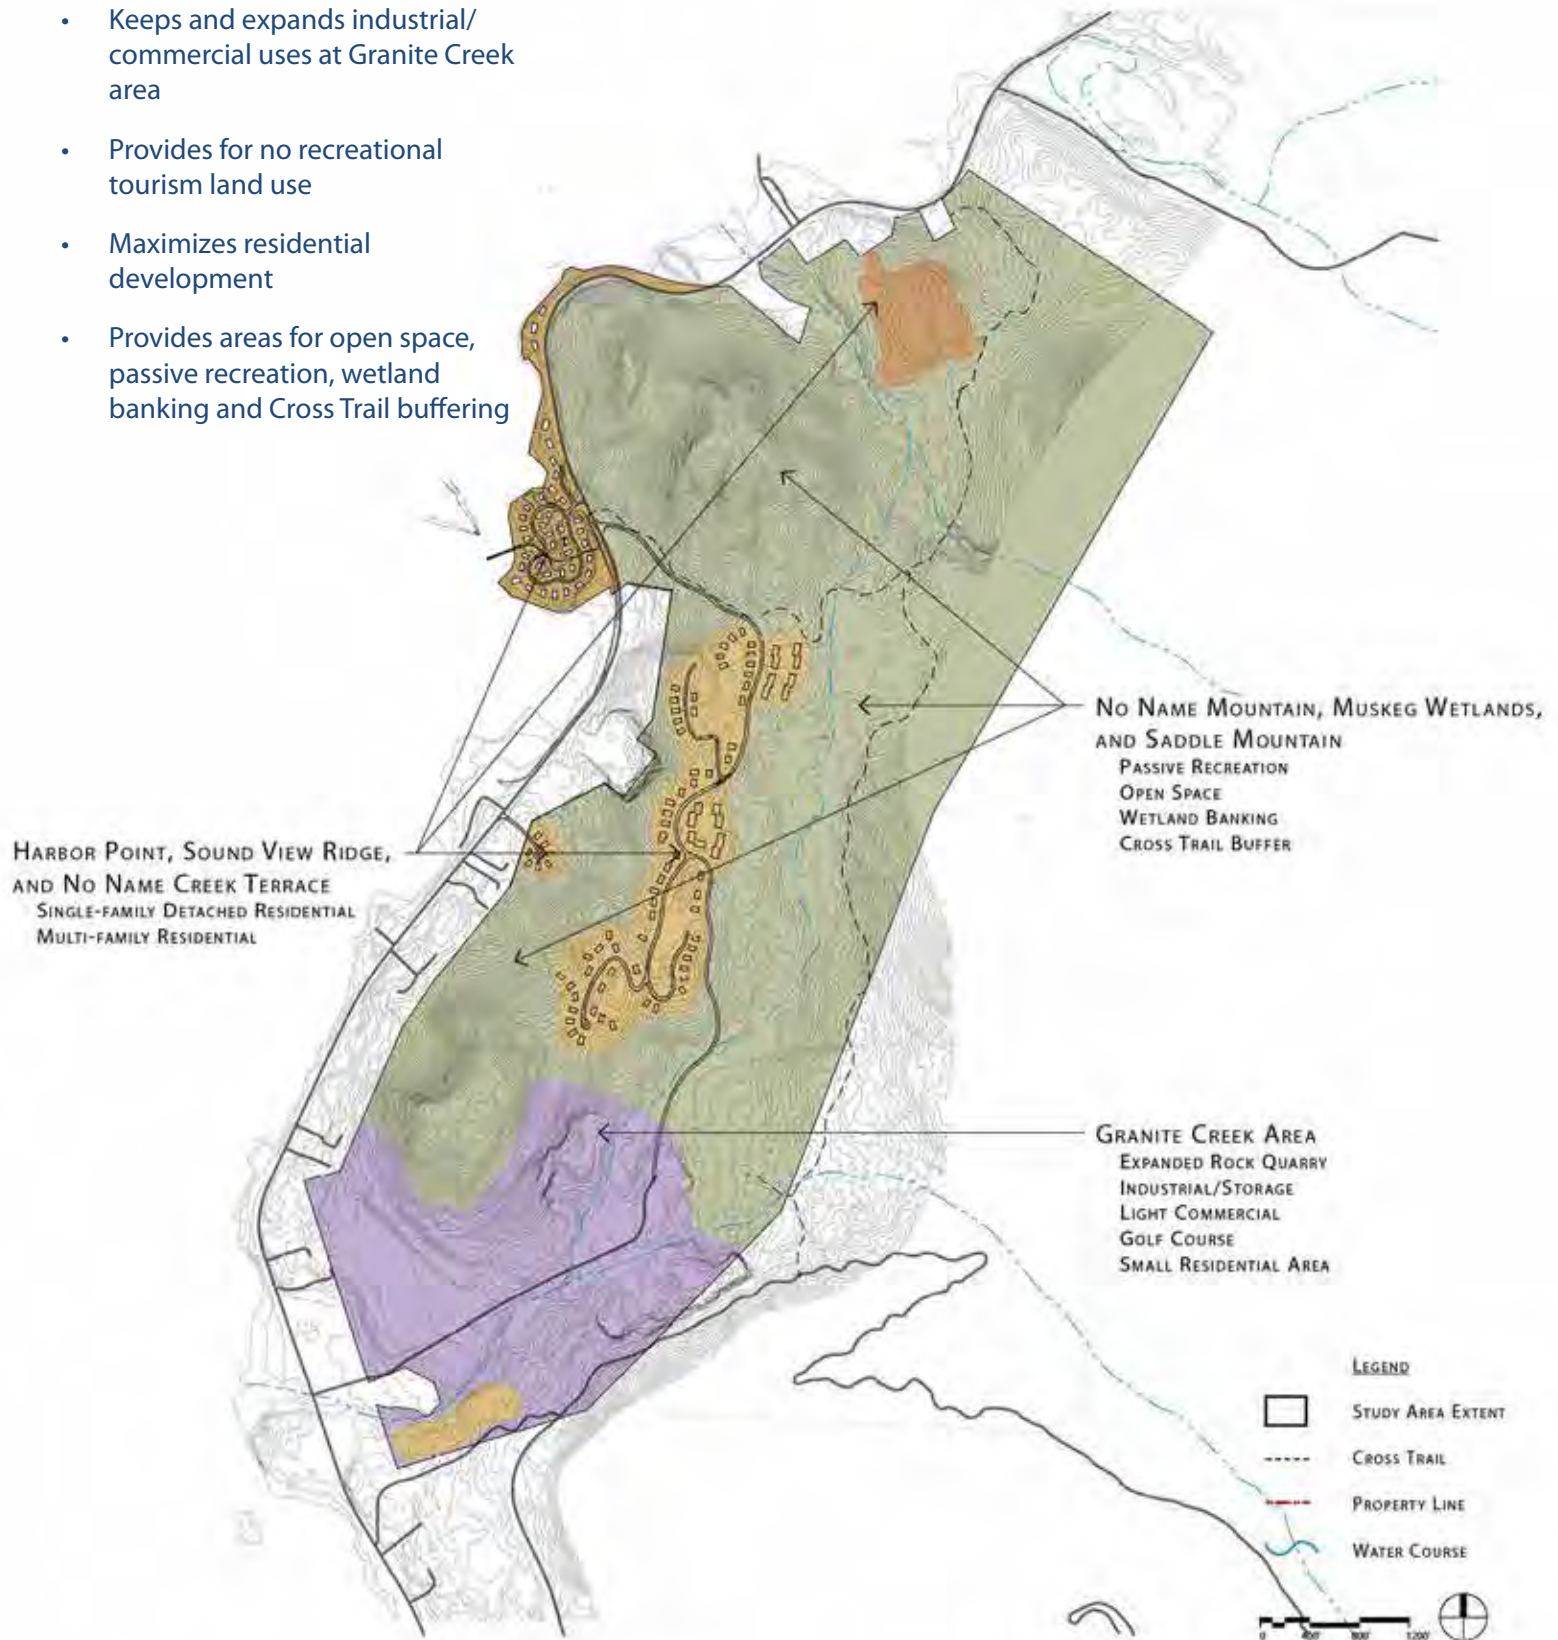 • Keeps and expands industrial/
commercial uses at Granite Creek
area
• Provides for no recreational
tourism land use
• Maximizes residential
development
• Provides areas for open space,
passive recreation, wetland
banking and Cross Trail buffering
No Name Mountain, Muskeg Wetlands,
and Saddle Mountain
Passive Recreation
Open Space
Wetland Banking
Cross Trail Buffer
Harbor Point, Sound View Ridge,
and No Name Creek Terrace
Single-family Detached Residential
Multi-family Residential
Granite Creek Area
Expanded Rock Quarry
Industrial/Storage
Light Commercial
Golf Course
Small Residential Area
Legend
Study Area Extent
Cross Trail
Property Line
Water Course
0 400' 800' 1200'